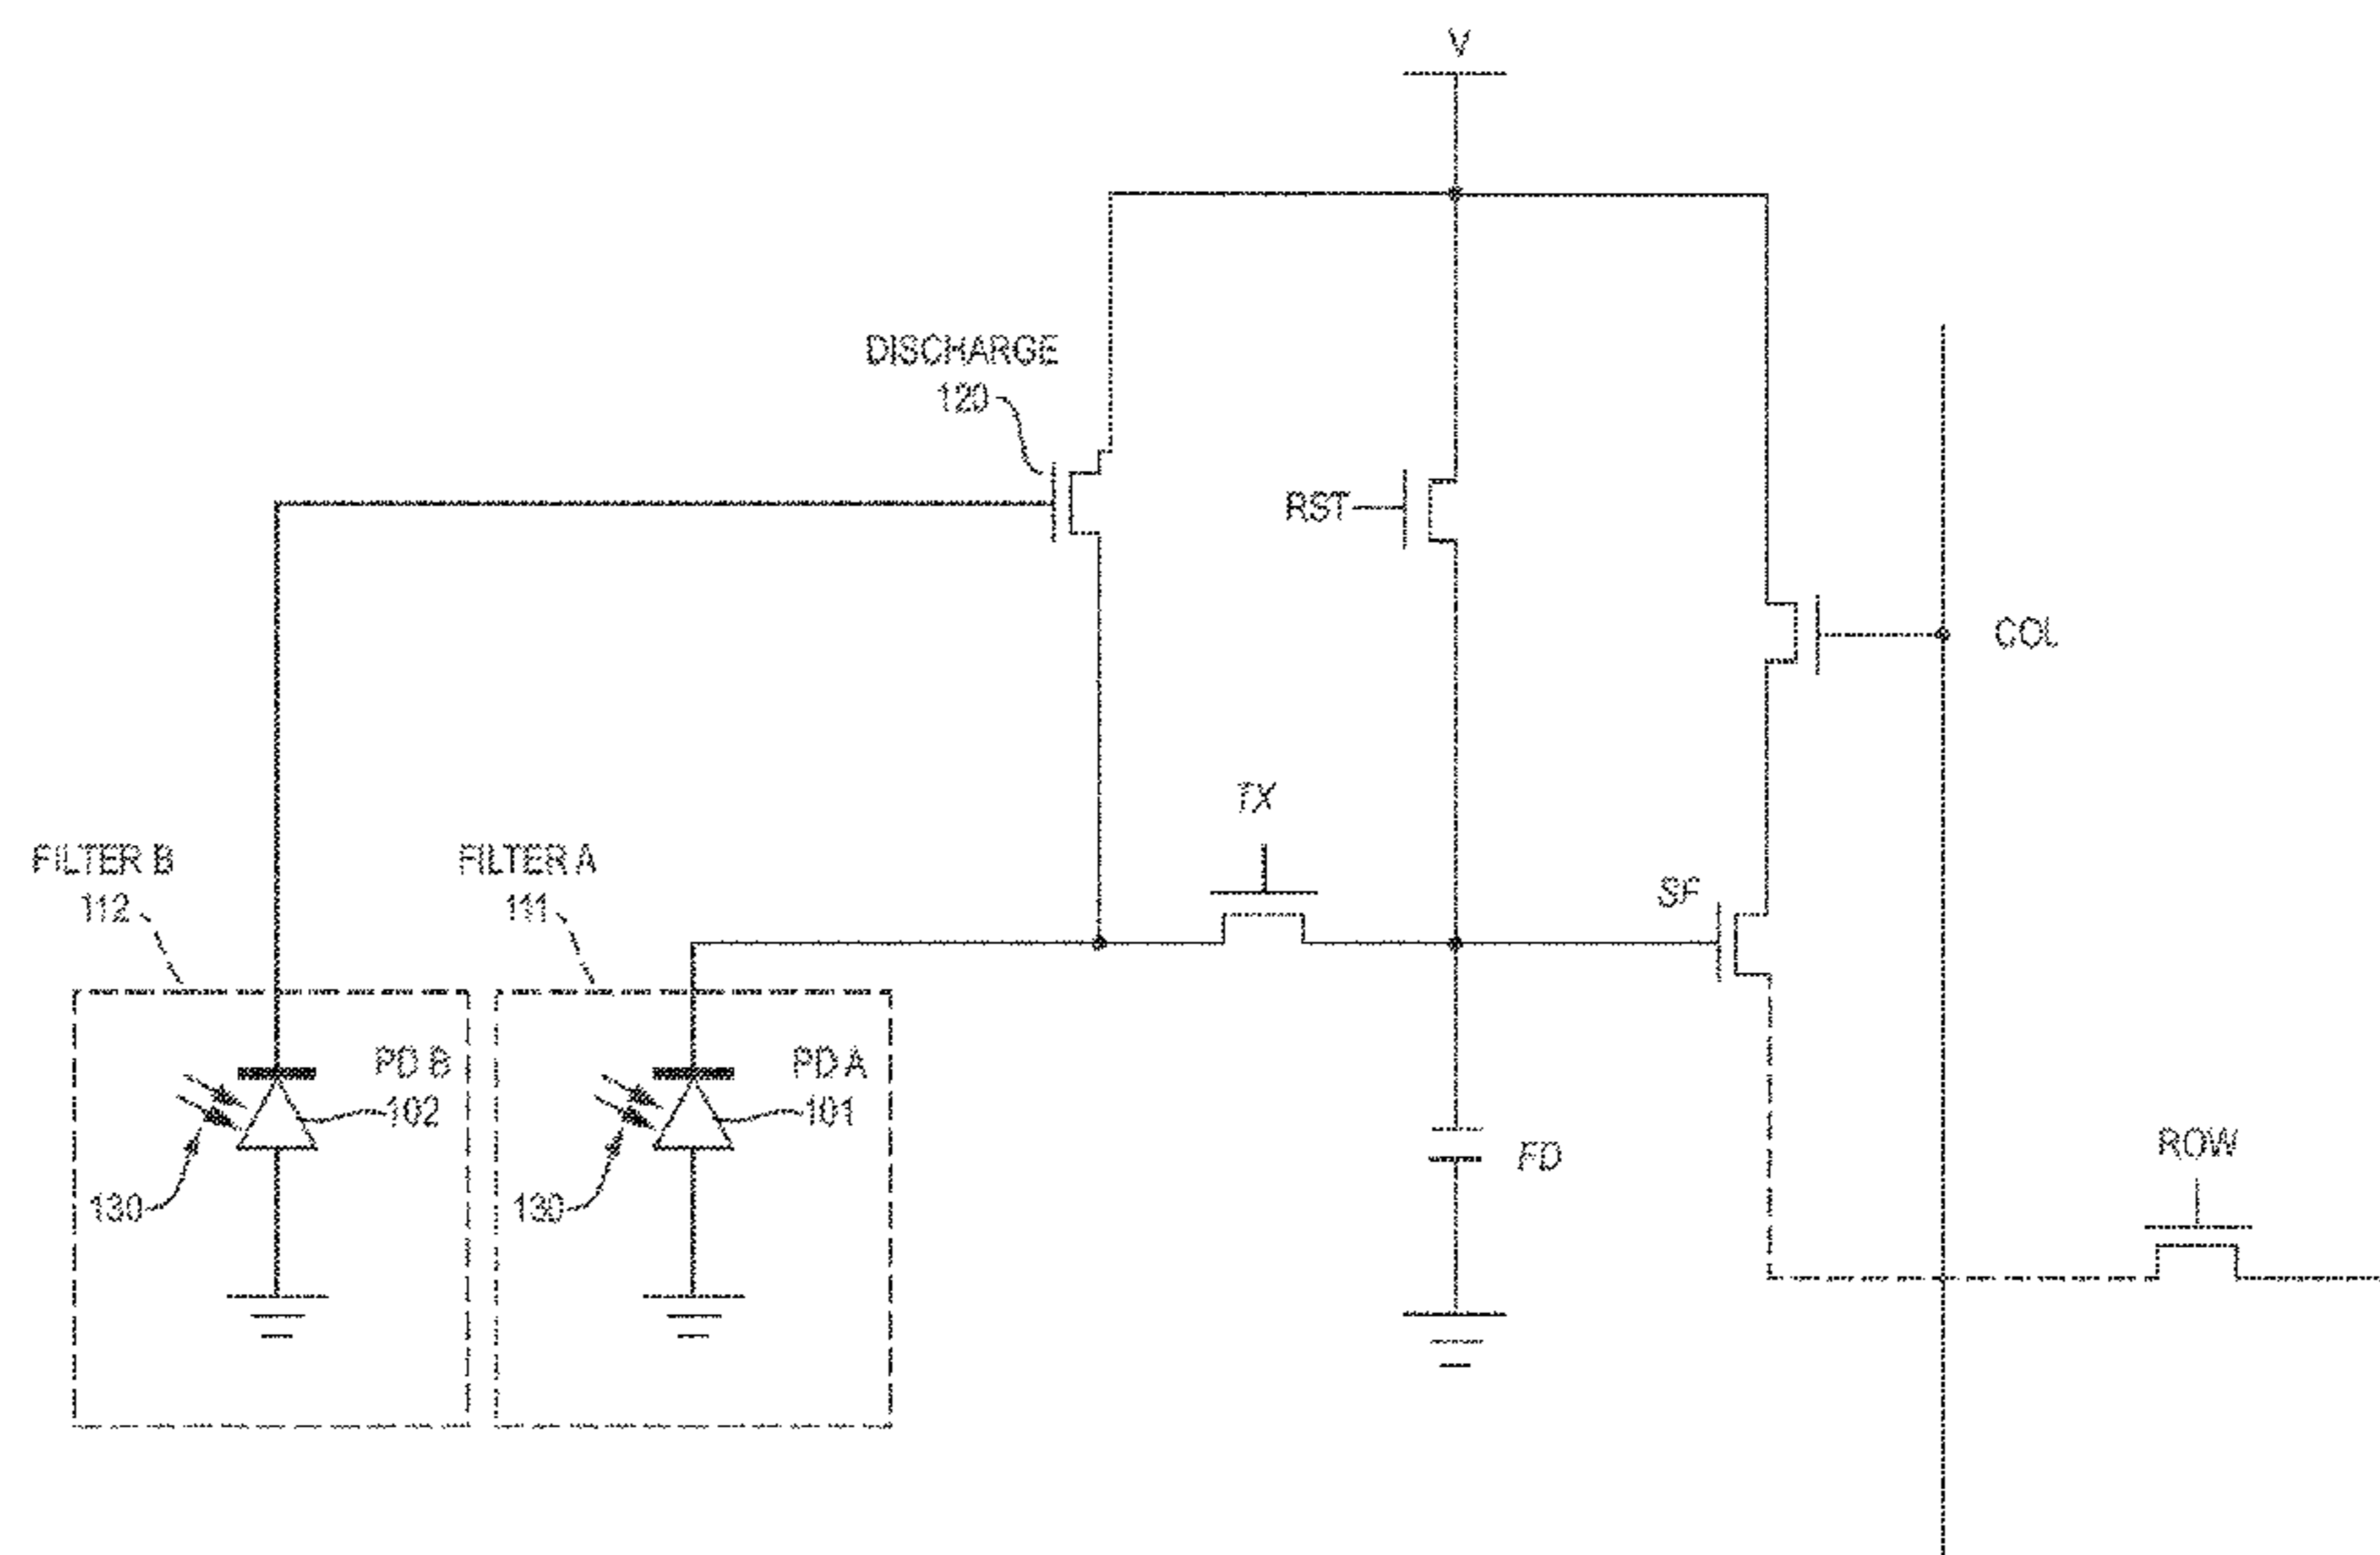 V
DISCHARGE
120
RST
COL
TX
FILTER B
112
FILTER A
111
SF
PD B
102
130
PD A
101
130
FD
ROW